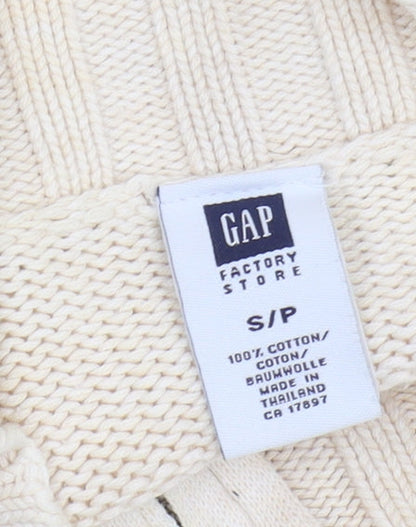 GAP
FACTORY
STORE
S/P
100% COTTON/
COTON/
BAUMWOLLE
MADE IN
THAILAND
CA 17897